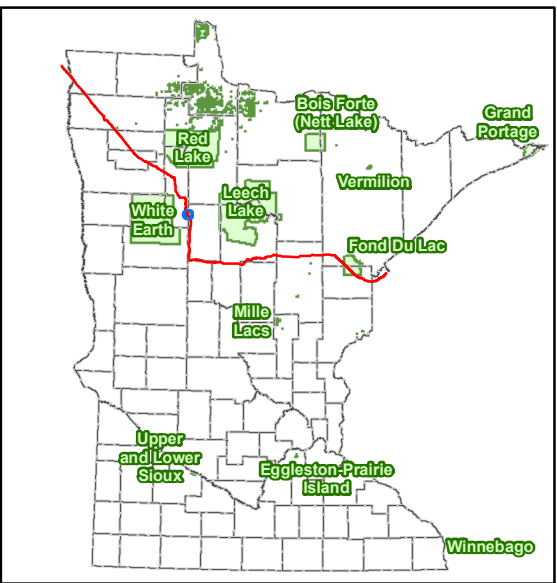 Bois Forte
(Nett Lake)
Grand
Portage
Red
Lake
Vermilion
Leech
Lake
White
Earth
Fond Du Lac
Mille
Lacs
Upper
and Lower
Sioux
Eggleston-Prairie
Island
Winnebago